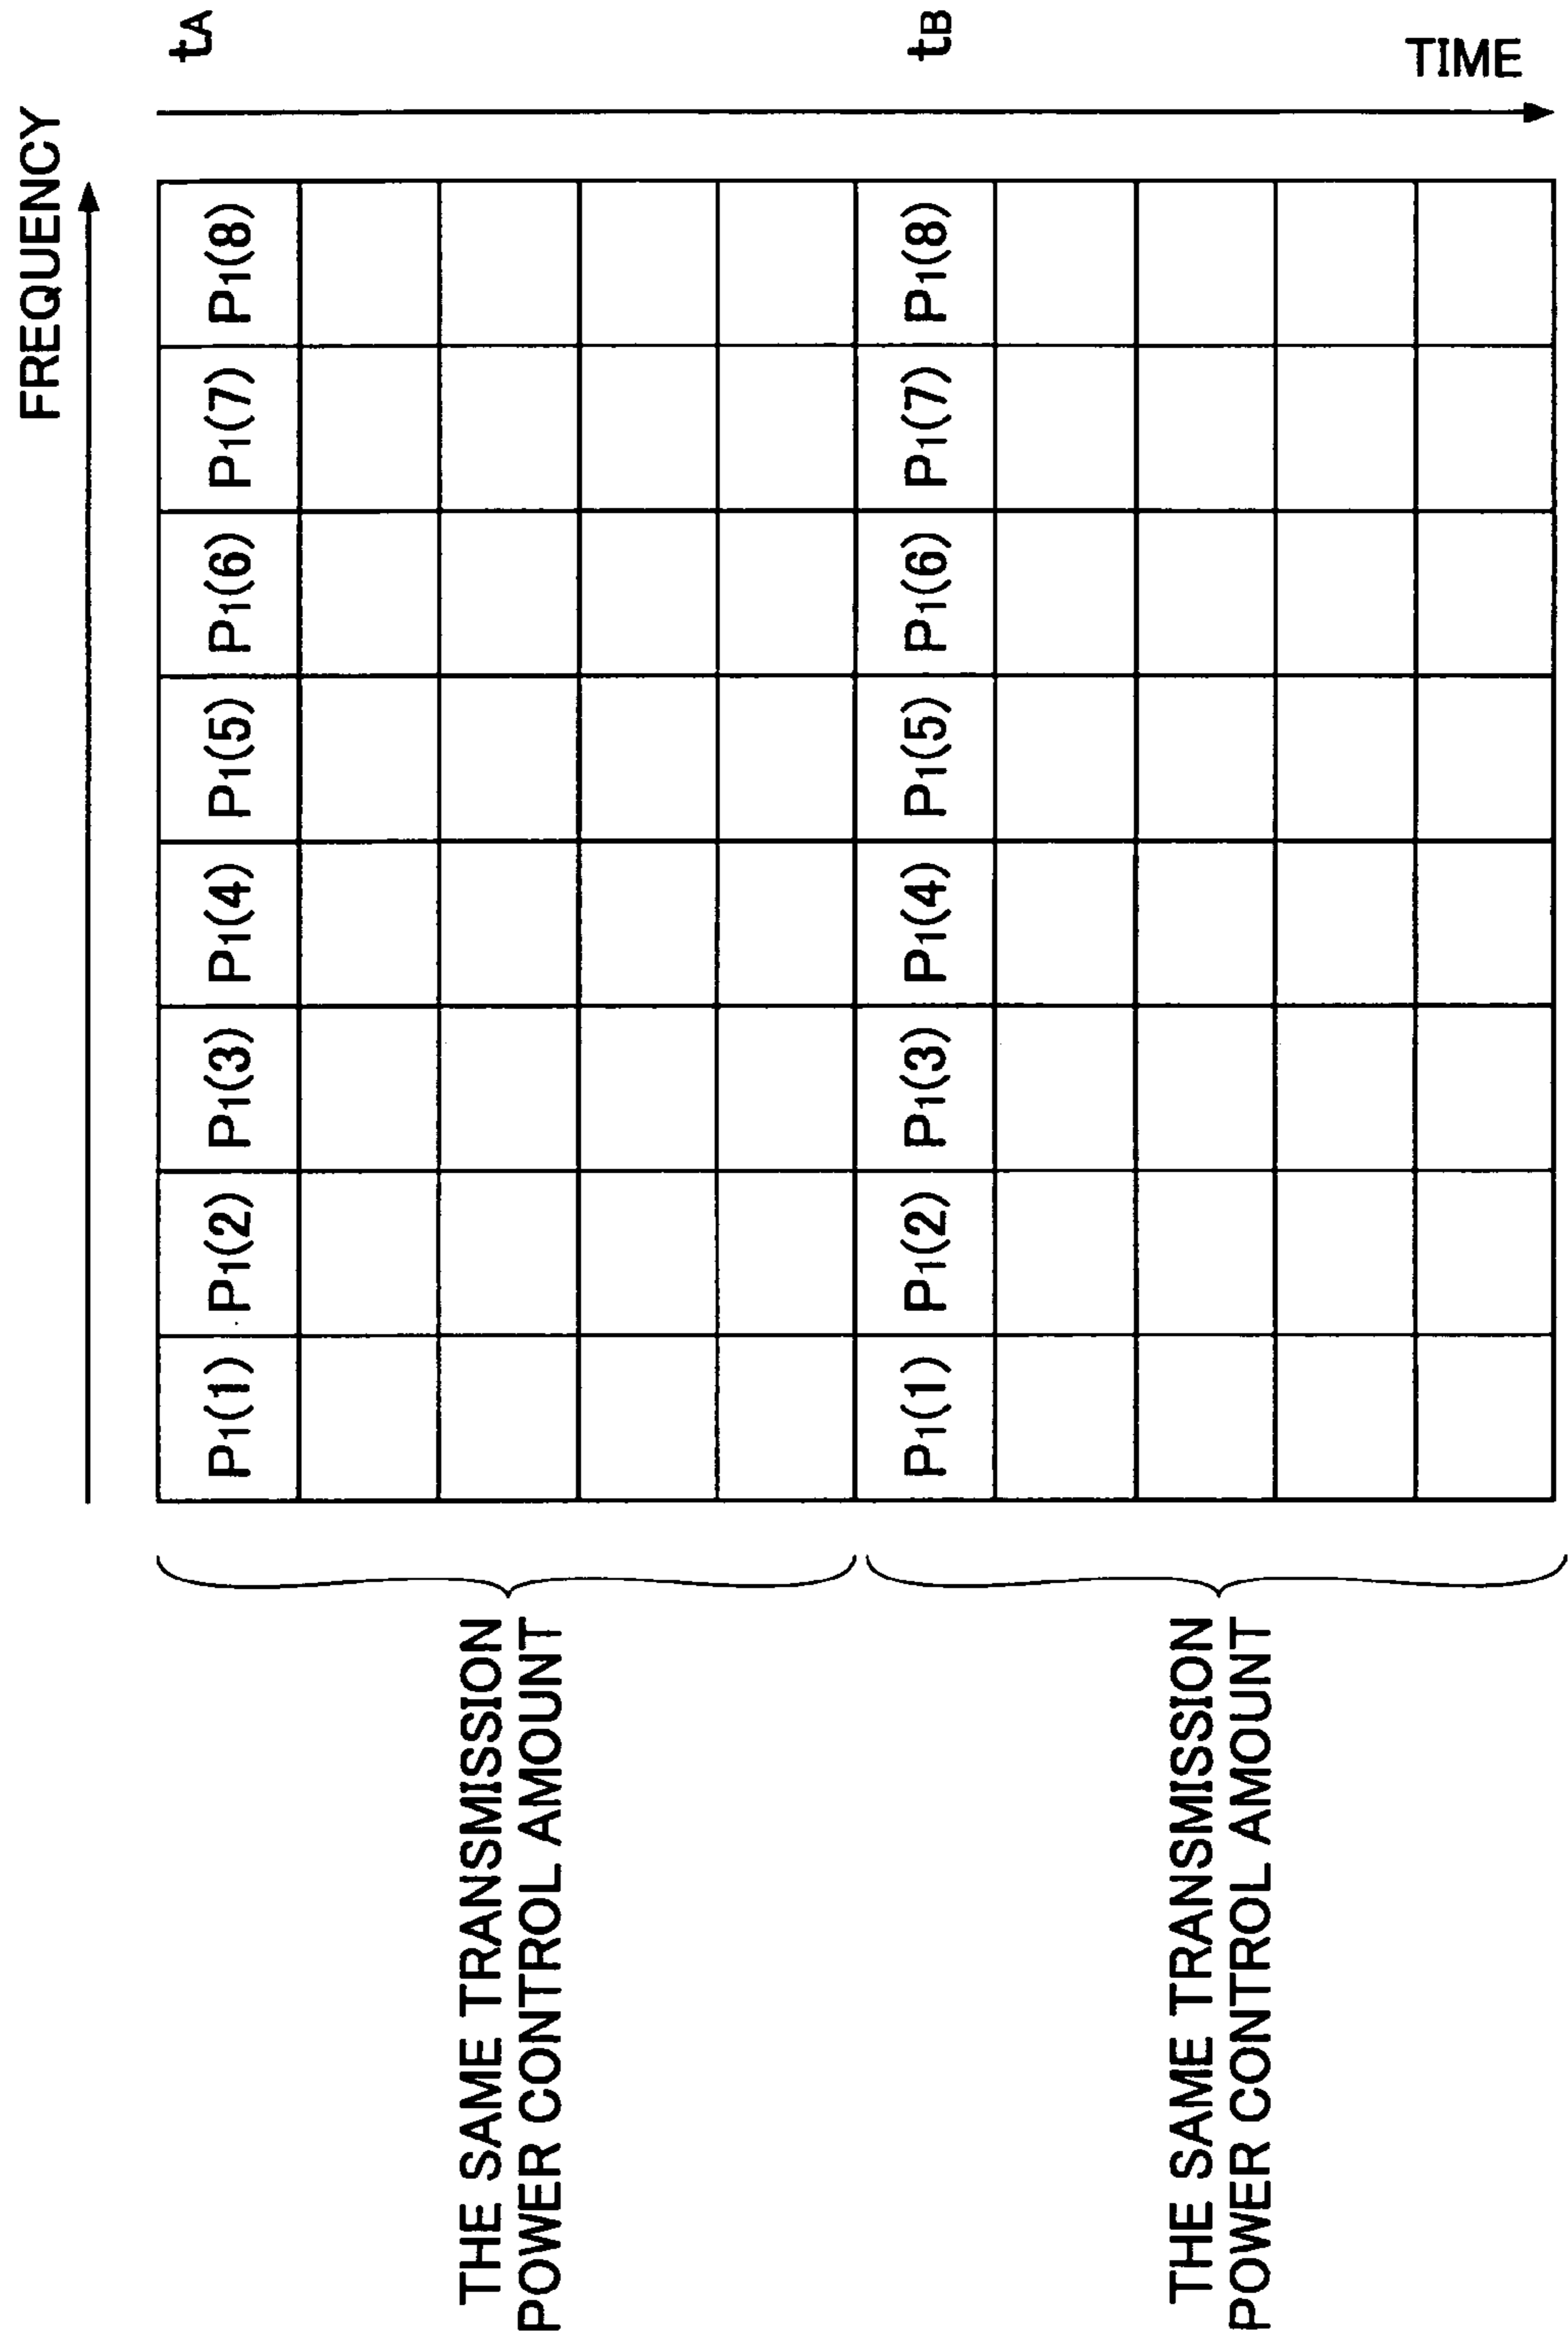 FREQUENCY
P1(1) P1(2) P1(3) P1(4) P1(5) P1(6) P1(7) P1(8) tA
THE SAME TRANSMISSION
POWER CONTROL AMOUNT
P1(1) P1(2) P1(3) P1(4) P1(5) P1(6) P1(7) P1(8) tB
THE SAME TRANSMISSION
POWER CONTROL AMOUNT
TIME